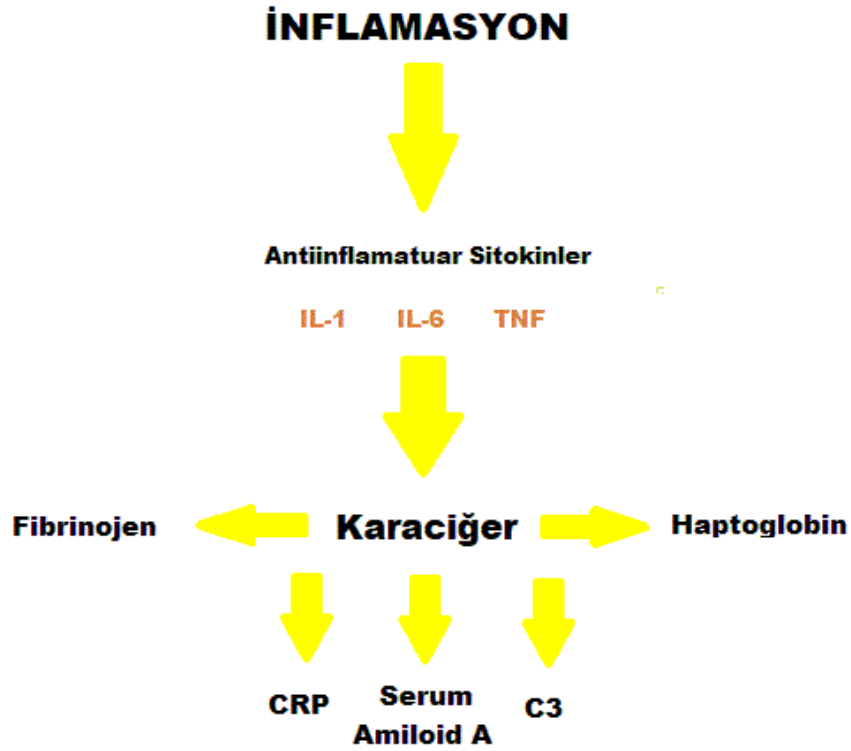 İNFLAMASYON
Antiinflamatuar Sitokinler
IL-1 IL-6 TNF
Fibrinojen Karaciğer Haptoglobin
CRP Serum Amiloid A C3